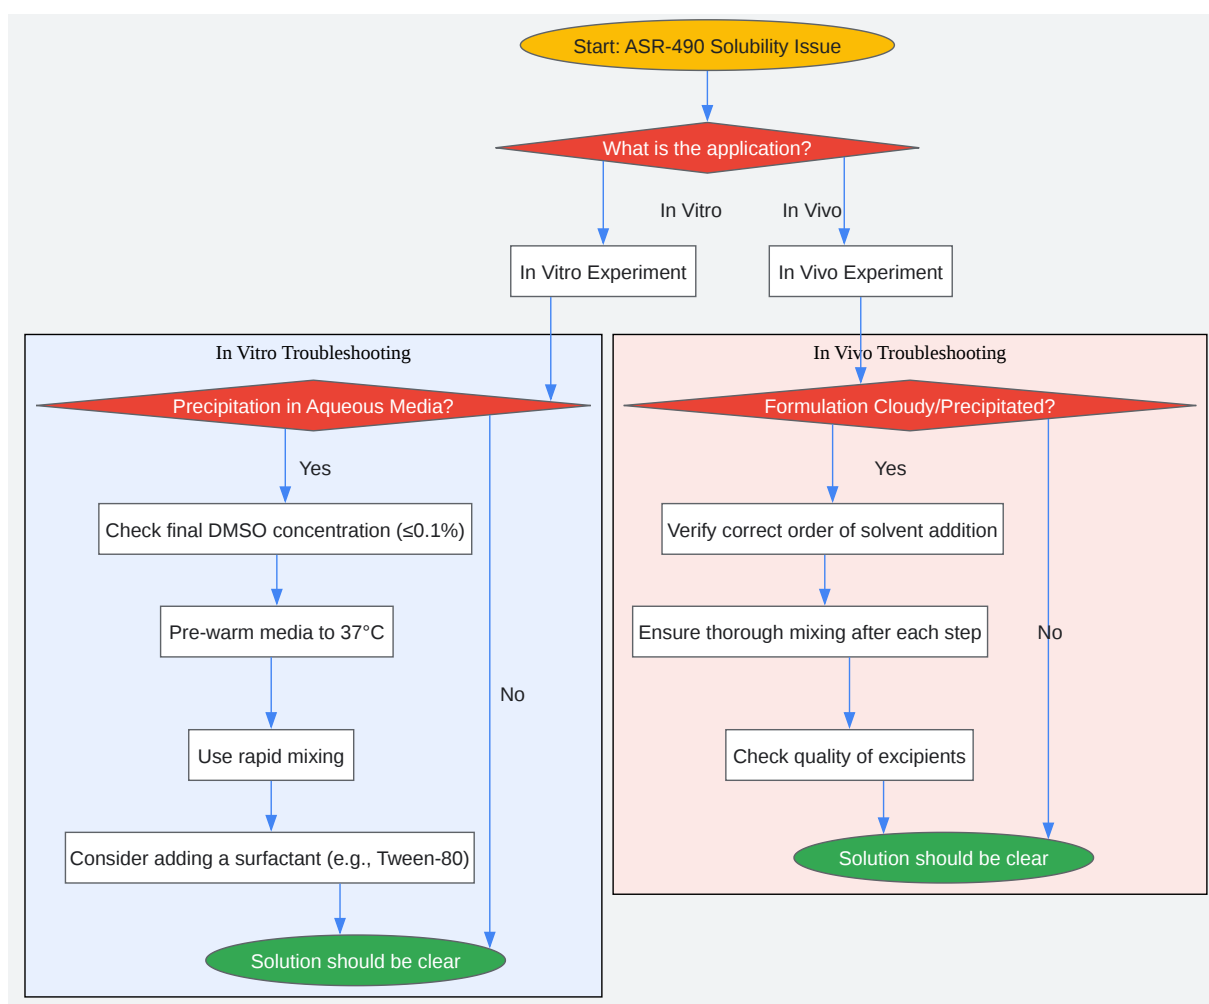 Start: ASR-490 Solubility Issue
What is the application?
In Vitro
In Vivo
In Vitro Experiment
In Vivo Experiment
In Vitro Troubleshooting
Precipitation in Aqueous Media?
Yes
Check final DMSO concentration (≤0.1%)
Pre-warm media to 37°C
No
Use rapid mixing
Consider adding a surfactant (e.g., Tween-80)
Solution should be clear
In Vivo Troubleshooting
Formulation Cloudy/Precipitated?
Yes
Verify correct order of solvent addition
Ensure thorough mixing after each step
No
Check quality of excipients
Solution should be clear